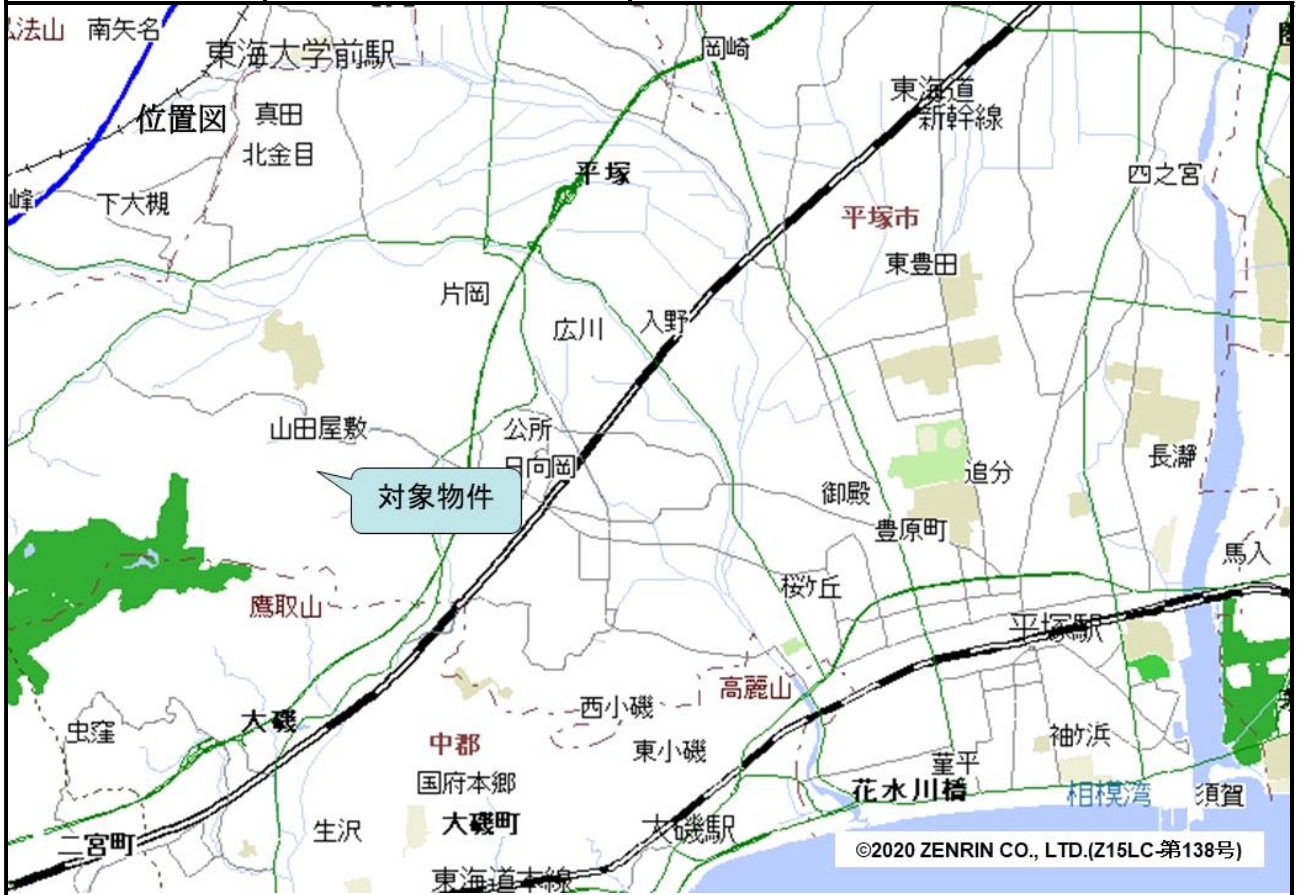 法山
南矢名
東海大学前駅
岡崎
位置図
真田
北金目
東海道
新幹線
平塚
四之宮
峰
下大槻
平塚市
東豊田
片岡
広川
入野
山田屋敷
公所
日向岡
対象物件
追分
長瀞
御殿
豊原町
馬入
桜ケ丘
鷹取山
平塚駅
高麗山
西小磯
虫窪
大磯
中郡
東小磯
袖ケ浜
菫平
国府本郷
花水川橋
相模湾
須賀
生沢
大磯町
大磯駅
二宮町
東海道本線
©2020 ZENRIN CO., LTD.(Z15LC-第138号)